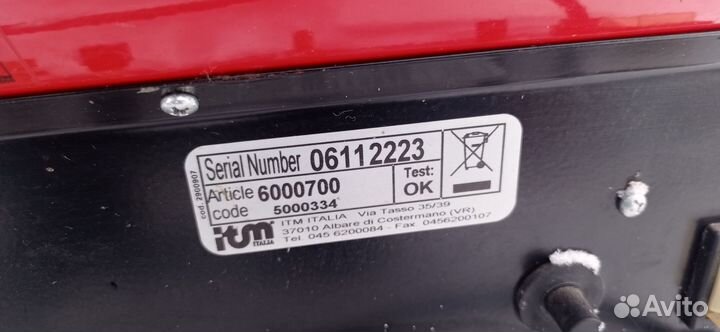 cod. 2900907
Serial Number 06112223
Article 6000700
code 5000334
Test:
OK
itm
ITALIA
ITM ITALIA Via Tasso 35/39
37010 Albare di Costermano (VR)
Tel 045 6200084 - Fax 0456200107
Avito